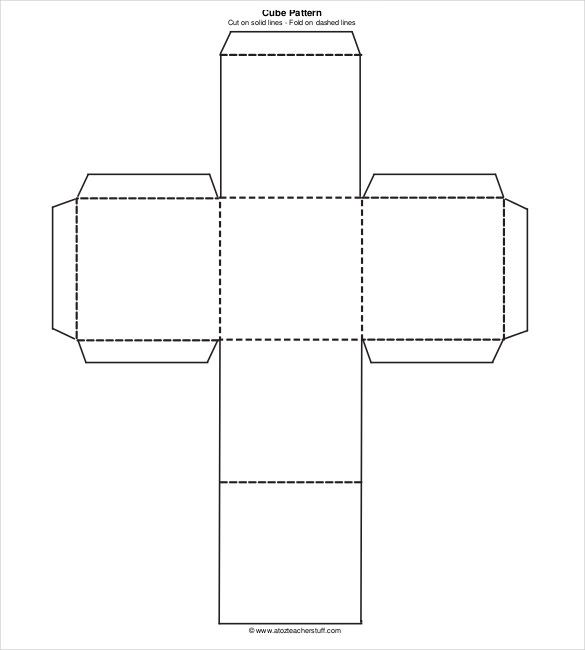 Cube Pattern
Cut on solid lines - Fold on dashed lines
© www.atozteacherstuff.com